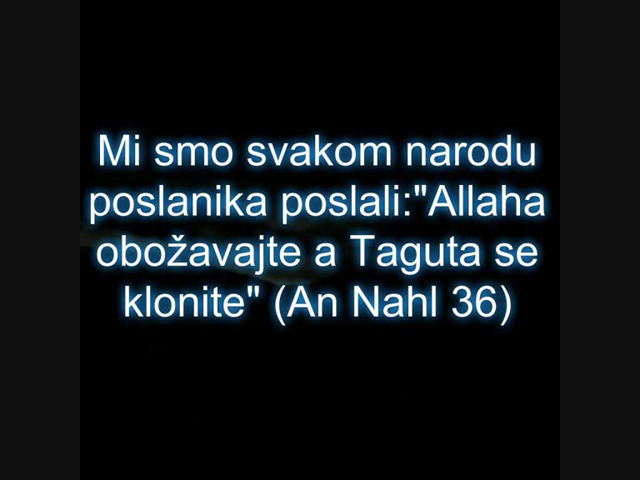 Mi smo svakom narodu
poslanika poslali:"Allaha
obožavajte a Taguta se
klonite" (An Nahl 36)